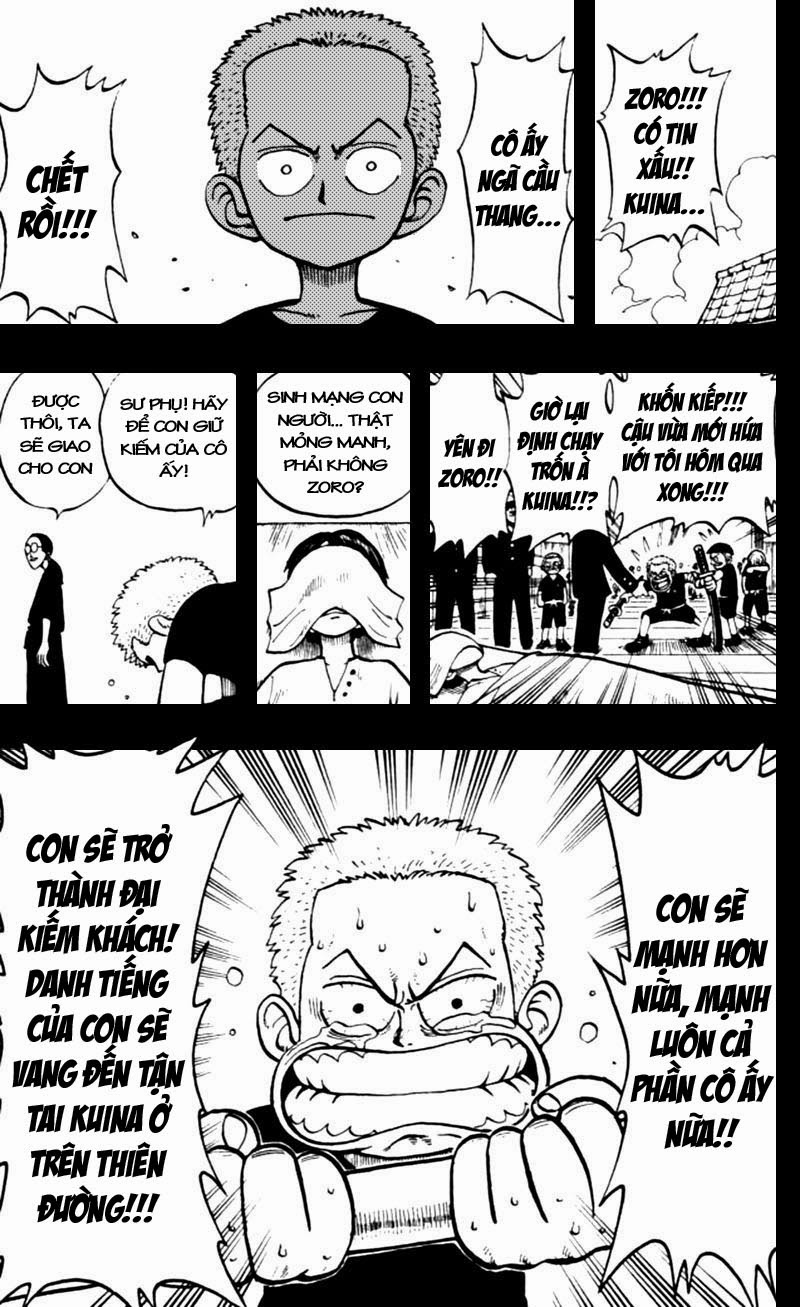 ZORO!!!
CÓ TIN
XẤU!!
KUINA...
CÔ ẤY
NGÃ CẦU
THANG...
CHẾT
RỒI!!!
KHỐN KIẾP!!!
CẬU VỪA MỚI HỨA
VỚI TÔI HÔM QUA
XONG!!!
GIỜ LẠI
ĐỊNH CHẠY
TRỐN À
KUINA!!?
YÊN ĐI
ZORO!!
SINH MẠNG CON
NGƯỜI... THẬT
MỎNG MANH,
PHẢI KHÔNG
ZORO?
SƯ PHỤ! HÃY
ĐỂ CON GIỮ
KIẾM CỦA CÔ
ẤY!
ĐƯỢC
THÔI, TA
SẼ GIAO
CHO CON
CON SẼ
MẠNH HƠN
NỮA, MẠNH
LUÔN CẢ
PHẦN CÔ ẤY
NỮA!!
CON SẼ TRỞ
THÀNH ĐẠI
KIẾM KHÁCH!
DANH TIẾNG
CỦA CON SẼ
VANG ĐẾN TẬN
TAI KUINA Ở
TRÊN THIÊN
ĐƯỜNG!!!